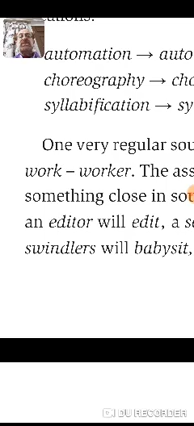 automation → auto
choreography → cho
syllabification → sy
One very regular sou
work – worker. The ass
something close in sou
an editor will edit, a se
swindlers will babysit,
DU RECORDER